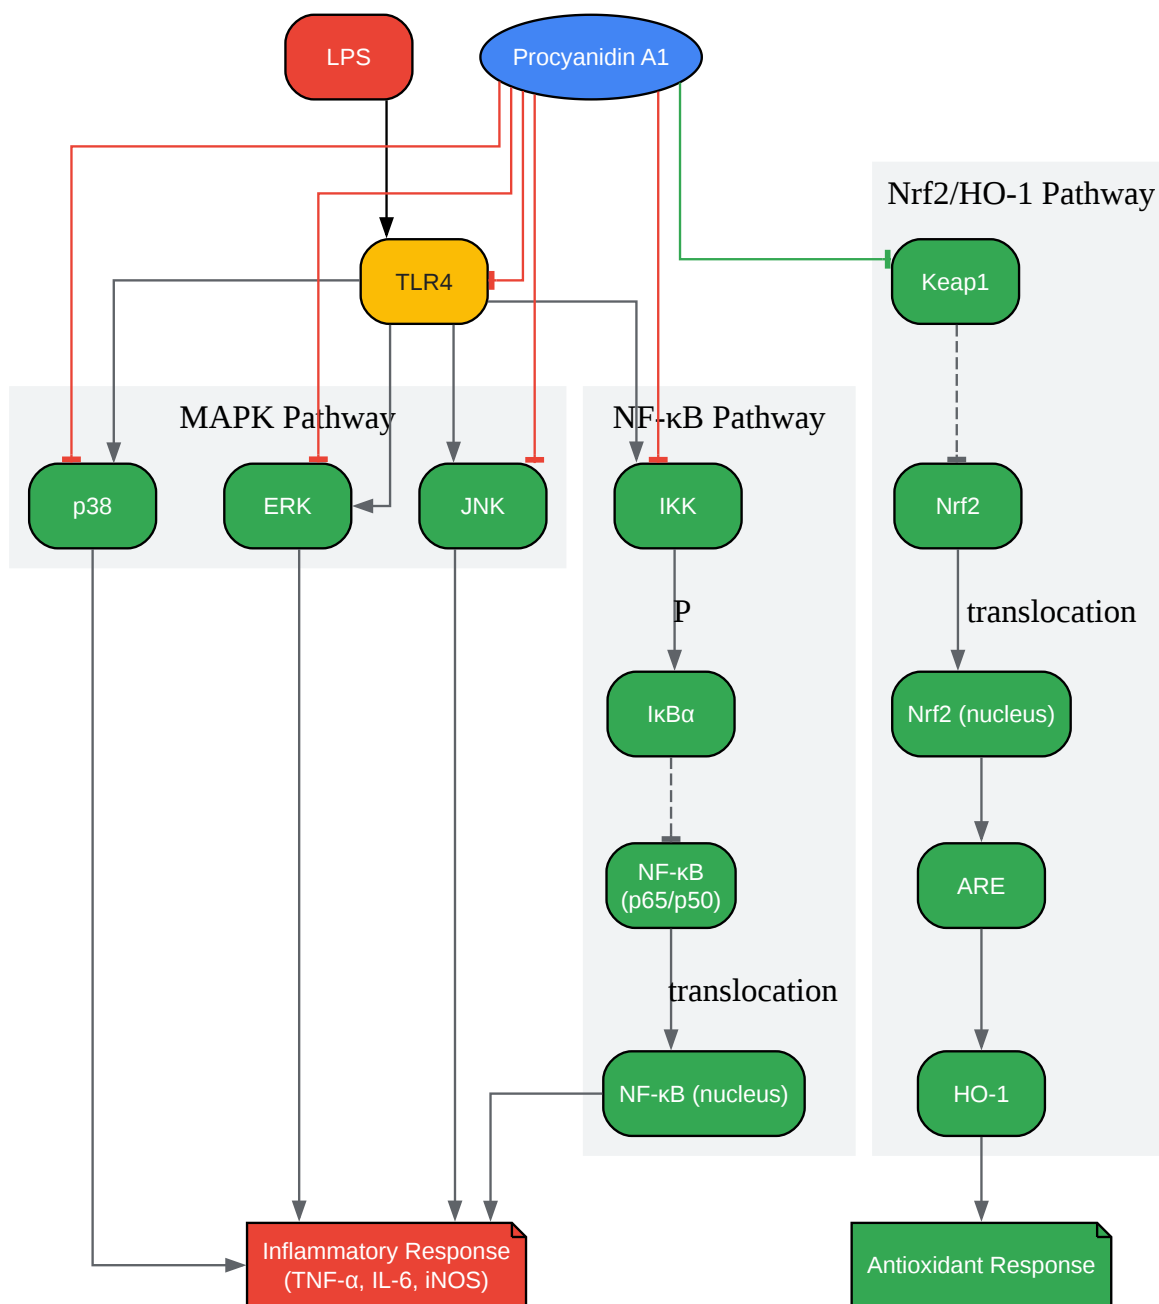 LPS
Procyanidin A1
Nrf2/HO-1 Pathway
TLR4
Keap1
MAPK Pathway
NF-κB Pathway
p38
ERK
JNK
IKK
Nrf2
P
translocation
IκBα
Nrf2 (nucleus)
NF-κB
(p65/p50)
ARE
translocation
NF-κB (nucleus)
HO-1
Inflammatory Response
(TNF-α, IL-6, iNOS)
Antioxidant Response